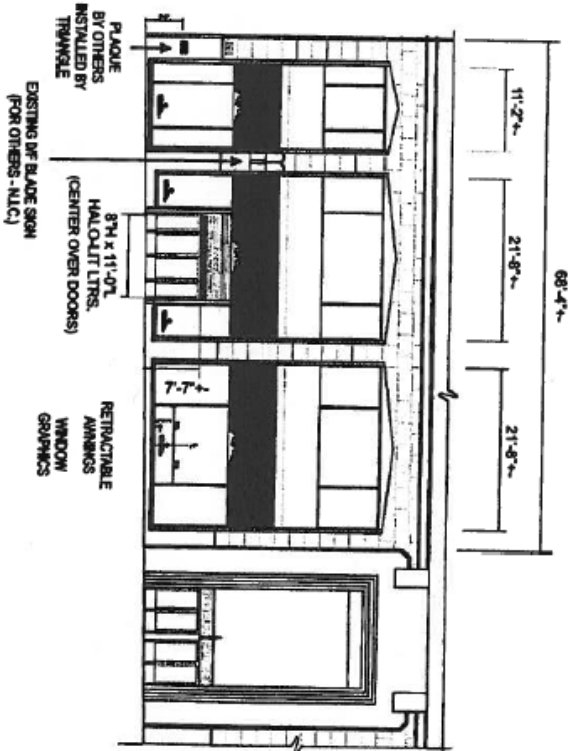 68'-4"+-
11'-2"+-
21'-8"+-
21'-8"+-
7'-7"+-
PLAQUE
BY OTHERS
INSTALLED BY
TRIANGLE
EXISTING D/F BLADE SIGN
(FOR OTHERS - N.I.C.)
8"H x 11'-0"L
HALO-LIT LTRS.
(CENTER OVER DOORS)
RETRACTABLE
AWNINGS
WINDOW
GRAPHICS